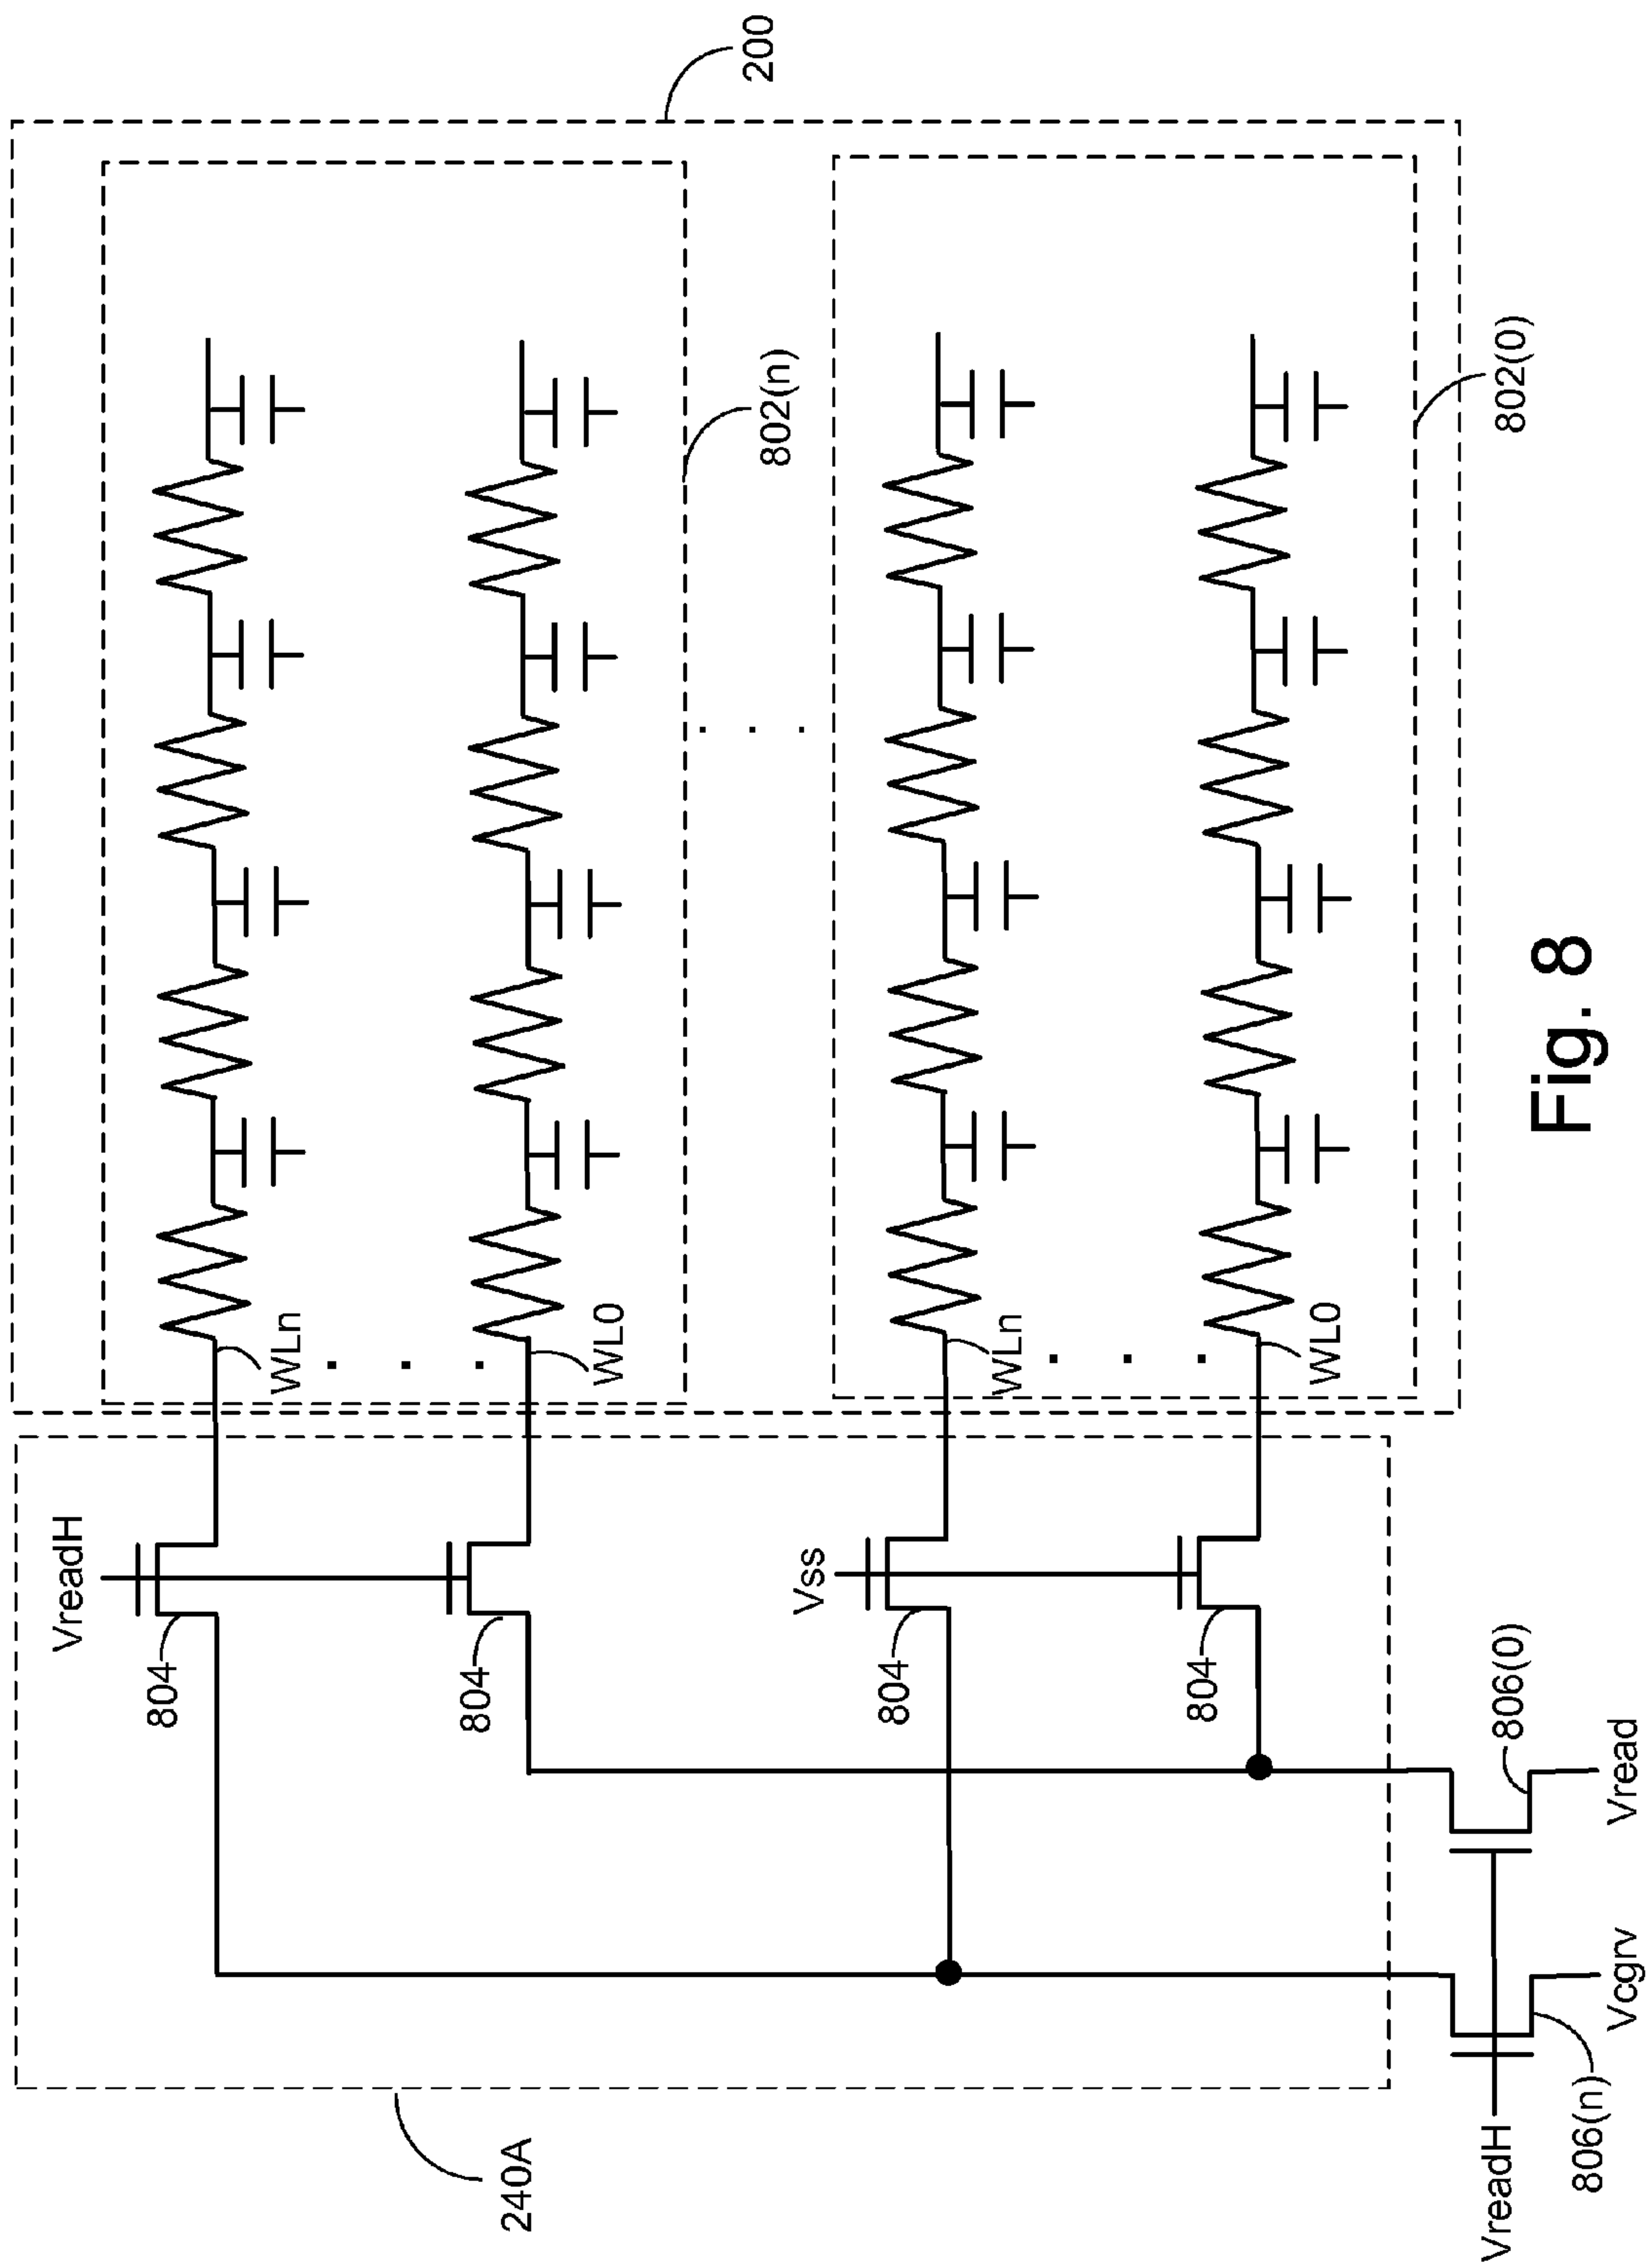 200
802(n)
802(0)
WLn
WL0
WLn
WL0
VreadH
804
804
Vss
804
804
806(0)
Vread
Vcgrv
806(n)
VreadH
240A
Fig. 8